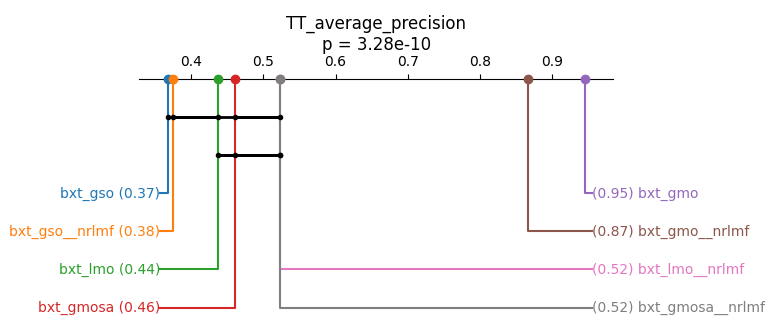 TT_average_precision
p = 3.28e-10
0.4 0.5 0.6 0.7 0.8 0.9
bxt_gso (0.37)
(0.95) bxt_gmo
bxt_gso__nrlmf (0.38)
(0.87) bxt_gmo__nrlmf
bxt_lmo (0.44)
(0.52) bxt_lmo__nrlmf
bxt_gmosa (0.46)
(0.52) bxt_gmosa__nrlmf